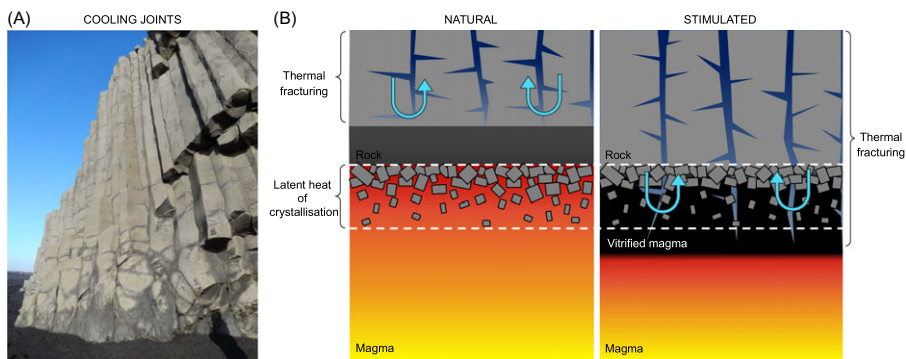 (A)
COOLING JOINTS
(B)
NATURAL
STIMULATED
Thermal
fracturing
Rock
Latent heat
of
crystallisation
Magma
Rock
Vitrified magma
Magma
Thermal
fracturing